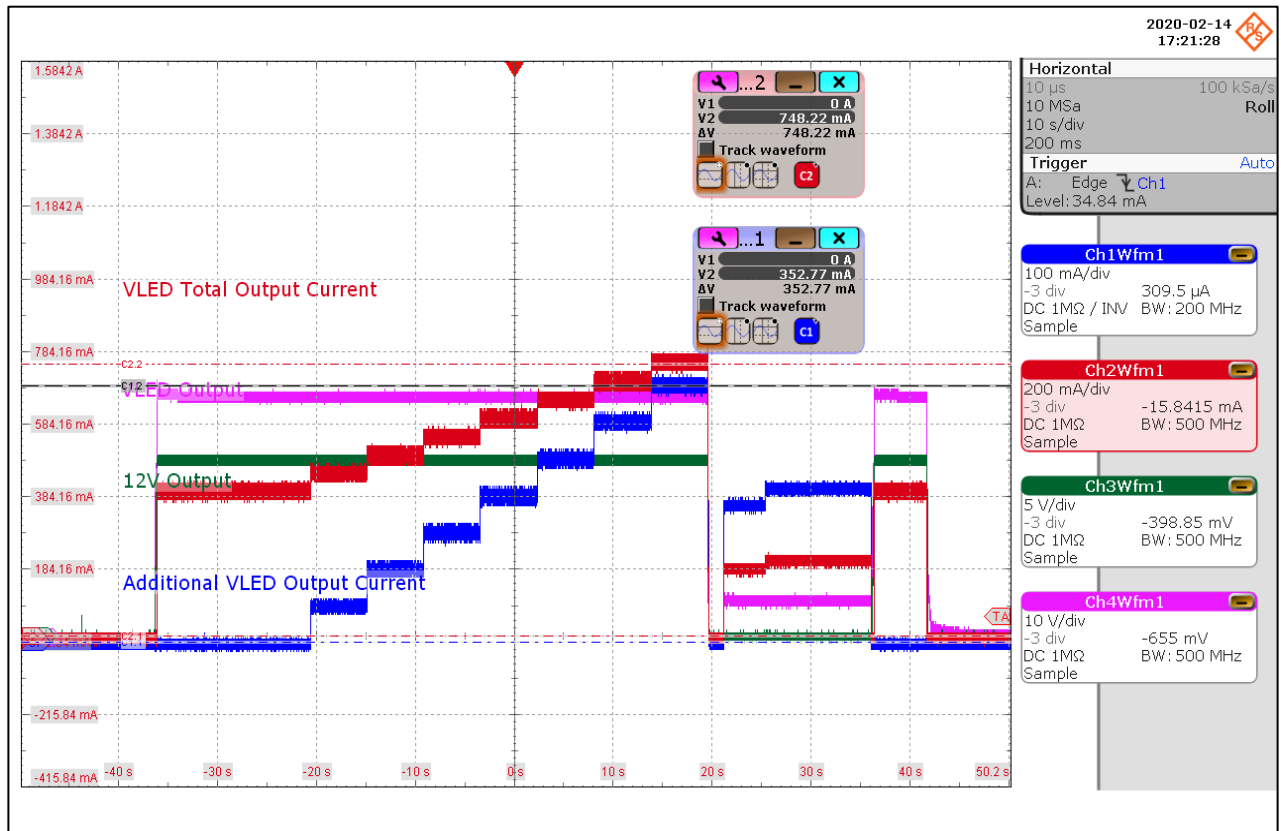 2020-02-14
17:21:28
1.5842 A
1.3842 A
1.1842 A
984.16 mA
784.16 mA
584.16 mA
384.16 mA
184.16 mA
-215.84 mA
-415.84 mA
-40 s
-30 s
-20 s
-10 s
0 s
10 s
20 s
30 s
40 s
50.2 s
VLED Total Output Current
C2.2
C1.2
VLED Output
12V Output
Additional VLED Output Current
C2.1
C1.1
TA
...2
V1 0 A
V2 748.22 mA
ΔV 748.22 mA
Track waveform
C2
...1
V1 0 A
V2 352.77 mA
ΔV 352.77 mA
Track waveform
C1
Horizontal
10 µs 100 kSa/s
10 MSa Roll
10 s/div
200 ms
Trigger Auto
A: Edge Ch1
Level: 34.84 mA
Ch1Wfm1
100 mA/div
-3 div 309.5 µA
DC 1MΩ / INV BW: 200 MHz
Sample
Ch2Wfm1
200 mA/div
-3 div -15.8415 mA
DC 1MΩ BW: 500 MHz
Sample
Ch3Wfm1
5 V/div
-3 div -398.85 mV
DC 1MΩ BW: 500 MHz
Sample
Ch4Wfm1
10 V/div
-3 div -655 mV
DC 1MΩ BW: 500 MHz
Sample